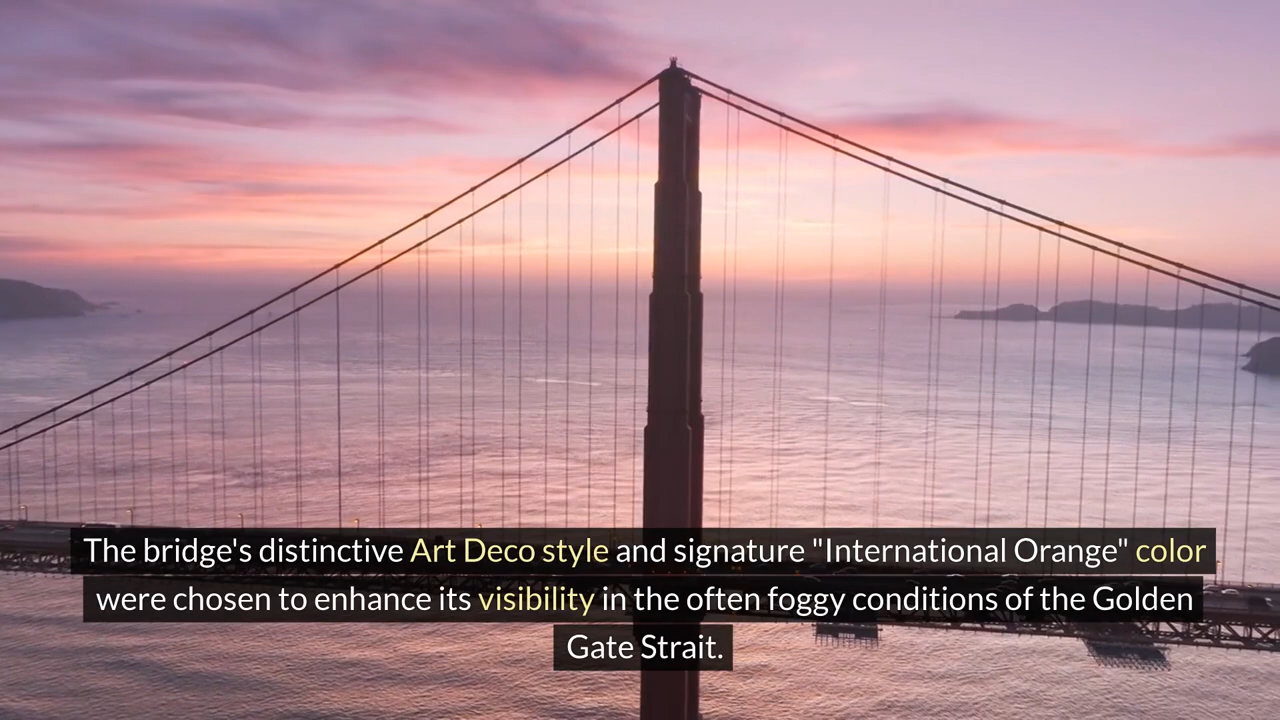 The bridge's distinctive Art Deco style and signature "International Orange" color
were chosen to enhance its visibility in the often foggy conditions of the Golden
Gate Strait.